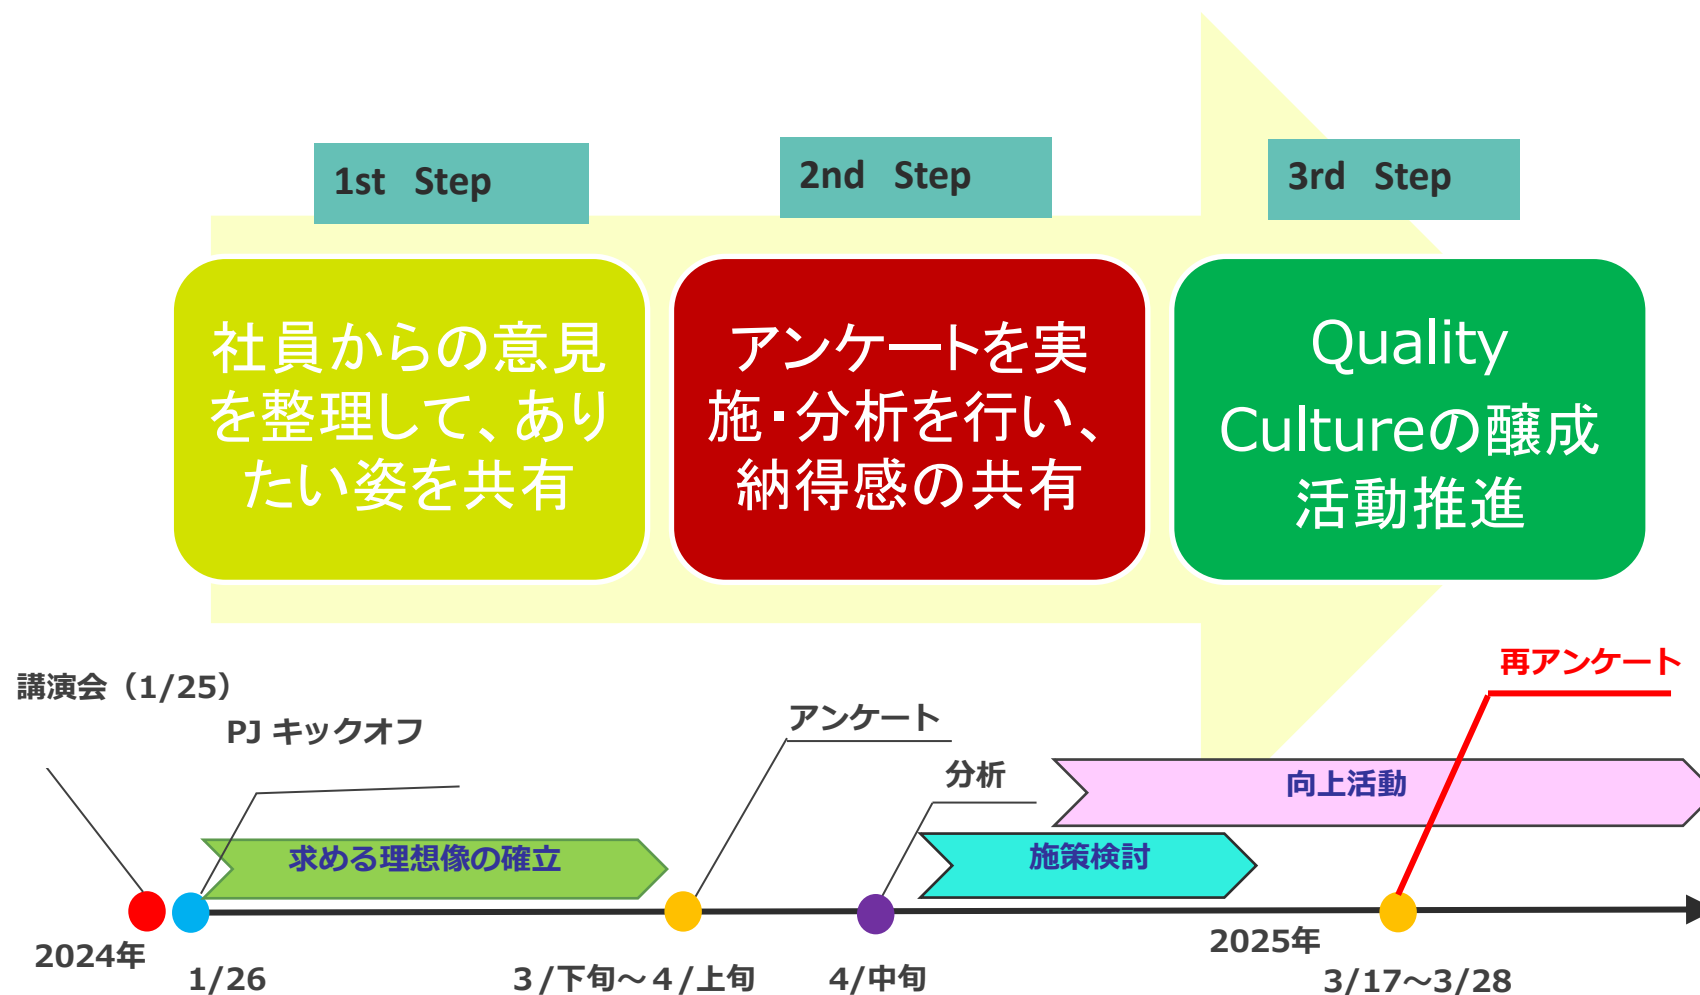 1st Step
2nd Step
3rd Step
社員からの意見
を整理して、あり
たい姿を共有
アンケートを実
施・分析を行い、
納得感の共有
Quality
Cultureの醸成
活動推進
再アンケート
講演会（1/25）
PJ キックオフ
アンケート
分析
向上活動
求める理想像の確立
施策検討
2024年
2025年
1/26
３/下旬～４/上旬
4/中旬
3/17～3/28